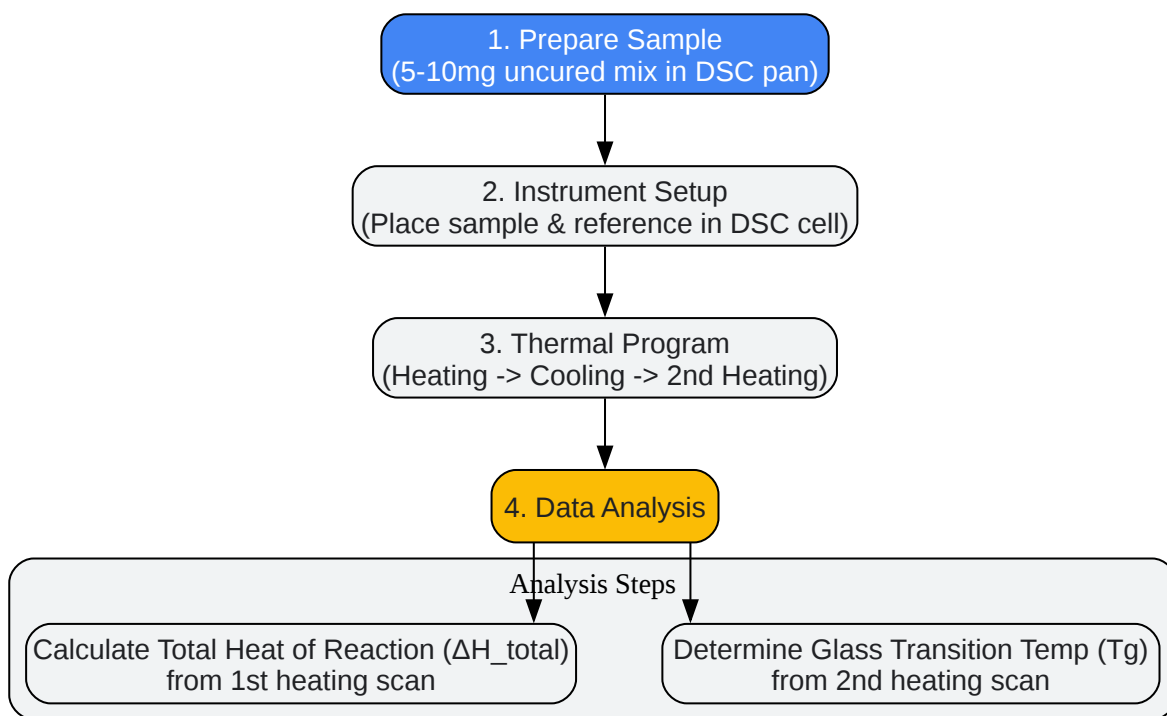 1. Prepare Sample
(5-10mg uncured mix in DSC pan)
2. Instrument Setup
(Place sample & reference in DSC cell)
3. Thermal Program
(Heating -> Cooling -> 2nd Heating)
4. Data Analysis
Analysis Steps
Calculate Total Heat of Reaction (ΔH_total)
from 1st heating scan
Determine Glass Transition Temp (Tg)
from 2nd heating scan